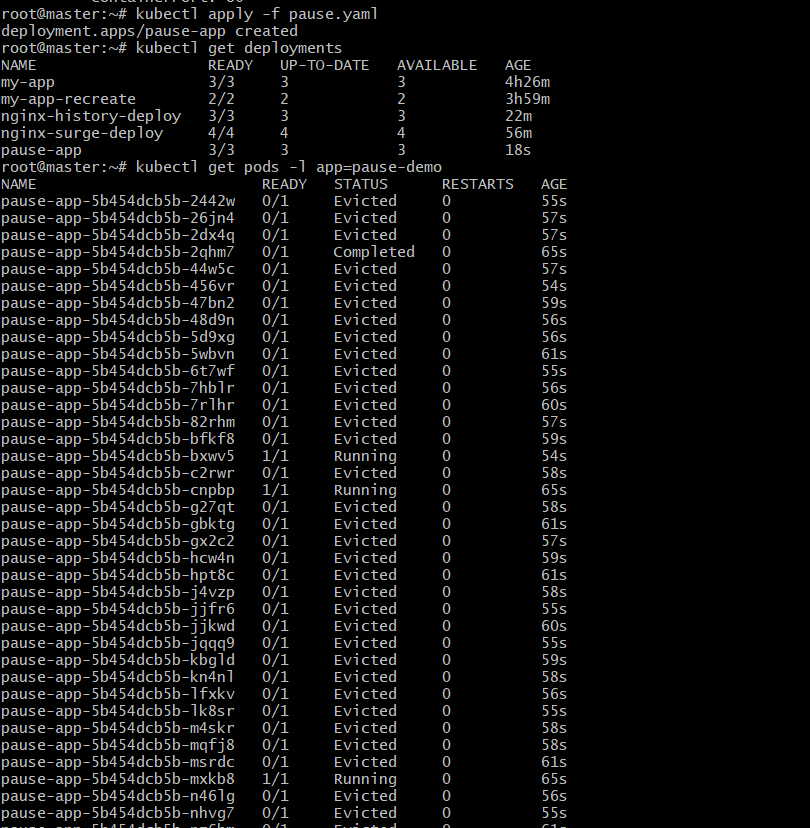 root@master:~# kubectl apply -f pause.yaml
deployment.apps/pause-app created
root@master:~# kubectl get deployments
NAME READY UP-TO-DATE AVAILABLE AGE
my-app 3/3 3 3 4h26m
my-app-recreate 2/2 2 2 3h59m
nginx-history-deploy 3/3 3 3 22m
nginx-surge-deploy 4/4 4 4 56m
pause-app 3/3 3 3 18s
root@master:~# kubectl get pods -l app=pause-demo
NAME READY STATUS RESTARTS AGE
pause-app-5b454dcb5b-2442w 0/1 Evicted 0 55s
pause-app-5b454dcb5b-26jn4 0/1 Evicted 0 57s
pause-app-5b454dcb5b-2dx4q 0/1 Evicted 0 57s
pause-app-5b454dcb5b-2qhm7 0/1 Completed 0 65s
pause-app-5b454dcb5b-44w5c 0/1 Evicted 0 57s
pause-app-5b454dcb5b-456vr 0/1 Evicted 0 54s
pause-app-5b454dcb5b-47bn2 0/1 Evicted 0 59s
pause-app-5b454dcb5b-48d9n 0/1 Evicted 0 56s
pause-app-5b454dcb5b-5d9xg 0/1 Evicted 0 56s
pause-app-5b454dcb5b-5wbvn 0/1 Evicted 0 61s
pause-app-5b454dcb5b-6t7wf 0/1 Evicted 0 55s
pause-app-5b454dcb5b-7hblr 0/1 Evicted 0 56s
pause-app-5b454dcb5b-7rlhr 0/1 Evicted 0 60s
pause-app-5b454dcb5b-82rhm 0/1 Evicted 0 57s
pause-app-5b454dcb5b-bfkf8 0/1 Evicted 0 59s
pause-app-5b454dcb5b-bxwv5 1/1 Running 0 54s
pause-app-5b454dcb5b-c2rwr 0/1 Evicted 0 58s
pause-app-5b454dcb5b-cnpbp 1/1 Running 0 65s
pause-app-5b454dcb5b-g27qt 0/1 Evicted 0 58s
pause-app-5b454dcb5b-gbktg 0/1 Evicted 0 61s
pause-app-5b454dcb5b-gx2c2 0/1 Evicted 0 57s
pause-app-5b454dcb5b-hcw4n 0/1 Evicted 0 59s
pause-app-5b454dcb5b-hpt8c 0/1 Evicted 0 61s
pause-app-5b454dcb5b-j4vzp 0/1 Evicted 0 58s
pause-app-5b454dcb5b-jjfr6 0/1 Evicted 0 55s
pause-app-5b454dcb5b-jjkwd 0/1 Evicted 0 60s
pause-app-5b454dcb5b-jqqq9 0/1 Evicted 0 55s
pause-app-5b454dcb5b-kbgld 0/1 Evicted 0 59s
pause-app-5b454dcb5b-kn4nl 0/1 Evicted 0 58s
pause-app-5b454dcb5b-lfxkv 0/1 Evicted 0 56s
pause-app-5b454dcb5b-lk8sr 0/1 Evicted 0 55s
pause-app-5b454dcb5b-m4skr 0/1 Evicted 0 58s
pause-app-5b454dcb5b-mqfj8 0/1 Evicted 0 58s
pause-app-5b454dcb5b-msrdc 0/1 Evicted 0 61s
pause-app-5b454dcb5b-mxkb8 1/1 Running 0 65s
pause-app-5b454dcb5b-n46lg 0/1 Evicted 0 56s
pause-app-5b454dcb5b-nhvg7 0/1 Evicted 0 55s